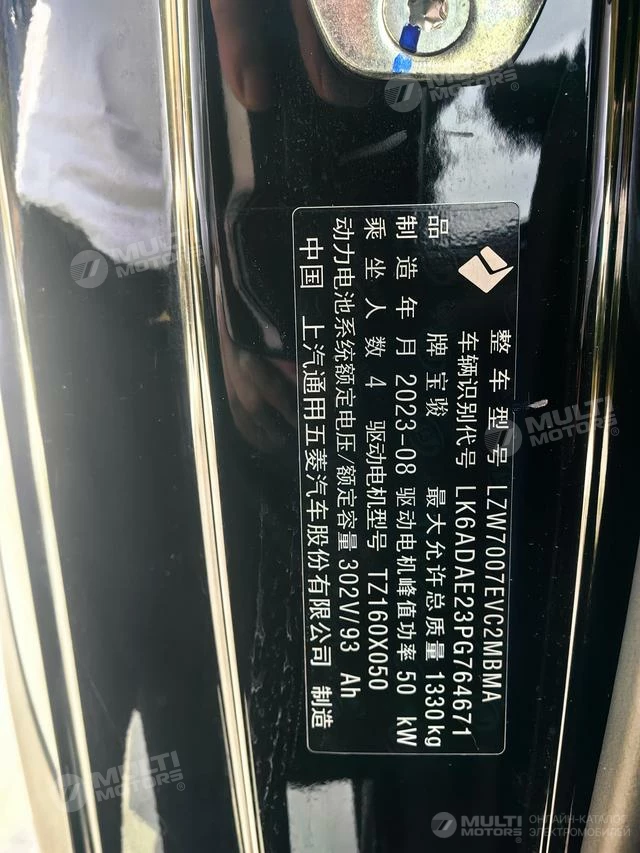 整车型号 LZW7007EVC2MBMA
车辆识别代号 LK6ADAE23PG764671
品牌 宝骏 最大允许总质量 1330 kg
制造年月 2023-08 驱动电机峰值功率 50 kW
乘坐人数 4 驱动电机型号 TZ160X050
动力电池系统额定电压/额定容量 302V/93 Ah
中国 上汽通用五菱汽车股份有限公司 制造
MULTI MOTORS®
MULTI MOTORS®
MULTI MOTORS®
MULTI MOTORS®
MULTI MOTORS®
ОНЛАЙН-КАТАЛОГ
ЭЛЕКТРОМОБИЛЕЙ